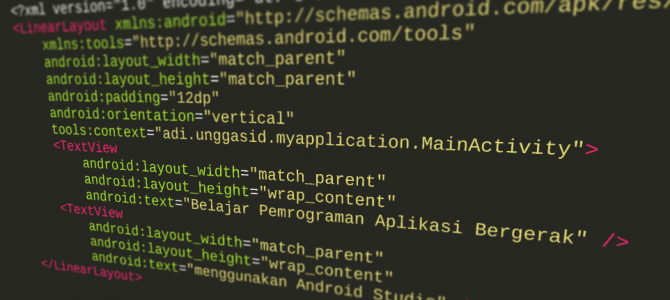 <?xml version="1.0" encoding=
<LinearLayout xmlns:android="http://schemas.android.com/apk/res/
xmlns:tools="http://schemas.android.com/tools"
android:layout_width="match_parent"
android:layout_height="match_parent"
android:padding="12dp"
android:orientation="vertical"
tools:context="adi.unggasid.myapplication.MainActivity">
<TextView
android:layout_width="match_parent"
android:layout_height="wrap_content"
android:text="Belajar Pemrograman Aplikasi Bergerak" />
<TextView
android:layout_width="match_parent"
android:layout_height="wrap_content"
android:text="menggunakan Android Studio"
</LinearLayout>